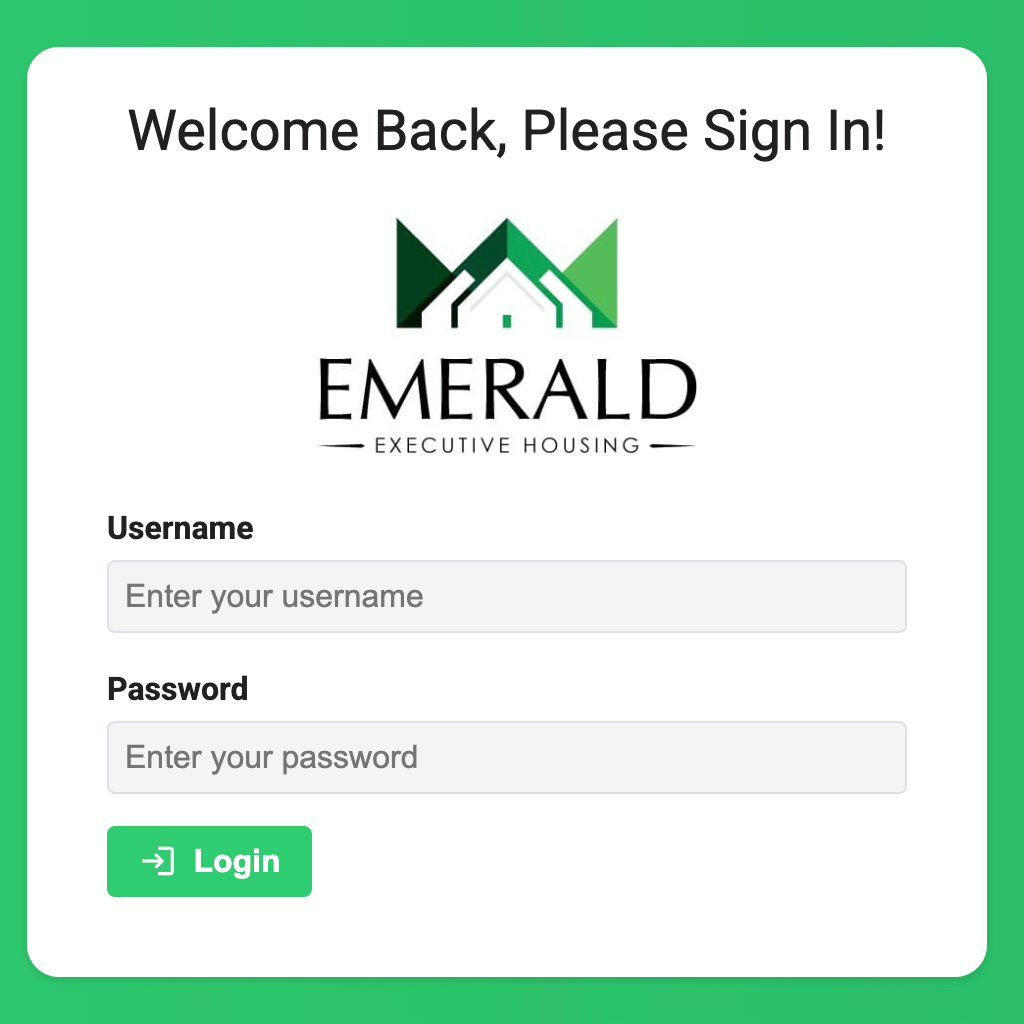 Welcome Back, Please Sign In!
EMERALD
EXECUTIVE HOUSING
Username
Enter your username
Password
Enter your password
Login